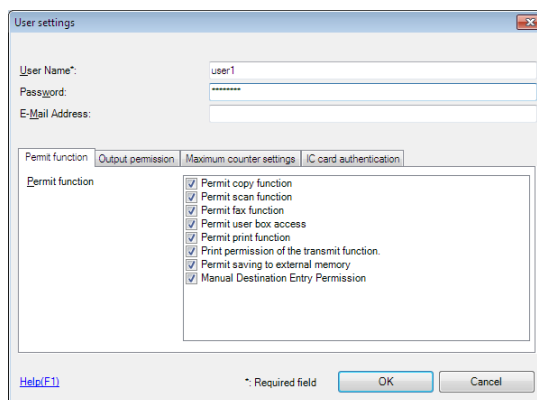 User settings
User Name*: user1
Password: ********
E-Mail Address:
Permit function Output permission Maximum counter settings IC card authentication
Permit function
Permit copy function
Permit scan function
Permit fax function
Permit user box access
Permit print function
Print permission of the transmit function.
Permit saving to external memory
Manual Destination Entry Permission
Help(F1) *: Required field OK Cancel